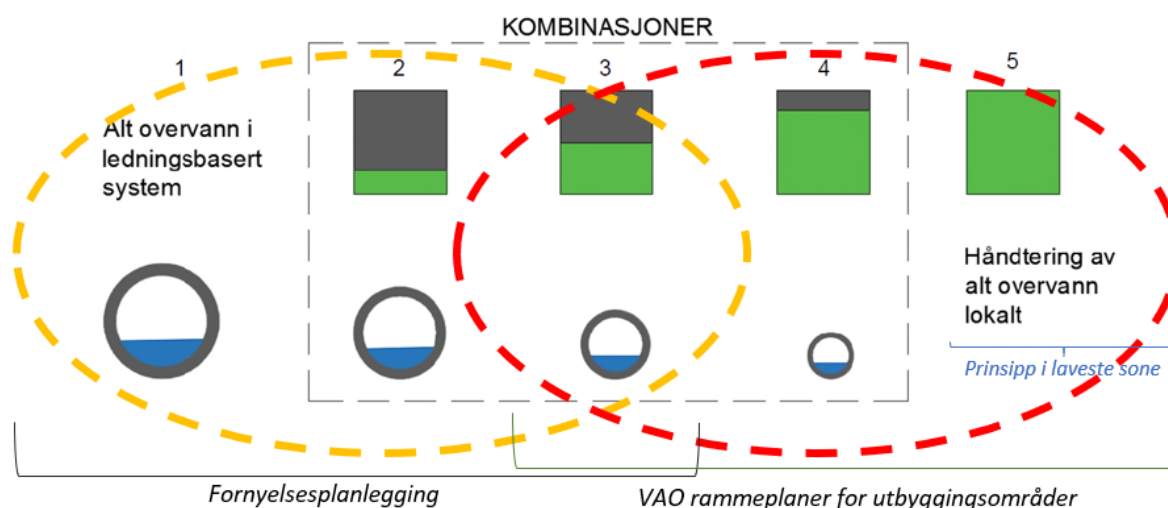 KOMBINASJONER
1
2
3
4
5
Alt overvann i
ledningsbasert
system
Håndtering av
alt overvann
lokalt
Prinsipp i laveste sone
Fornyelsesplanlegging
VAO rammeplaner for utbyggingsområder